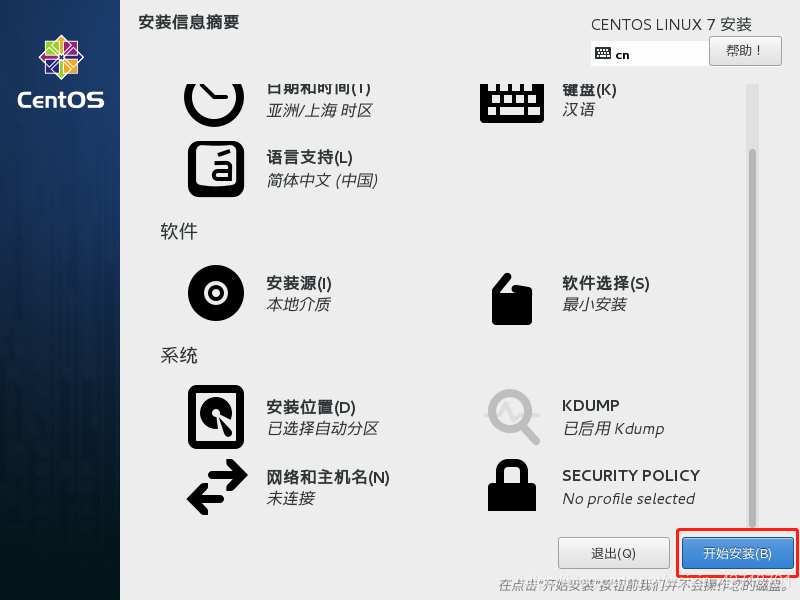 安装信息摘要
CENTOS LINUX 7 安装
cn
帮助！
CentOS
日期和时间(T)
亚洲/上海 时区
键盘(K)
汉语
语言支持(L)
简体中文 (中国)
软件
安装源(I)
本地介质
软件选择(S)
最小安装
系统
安装位置(D)
已选择自动分区
KDUMP
已启用 Kdump
网络和主机名(N)
未连接
SECURITY POLICY
No profile selected
退出(Q)
开始安装(B)
在点击"开始安装"按钮前我们并不会操作您的磁盘。